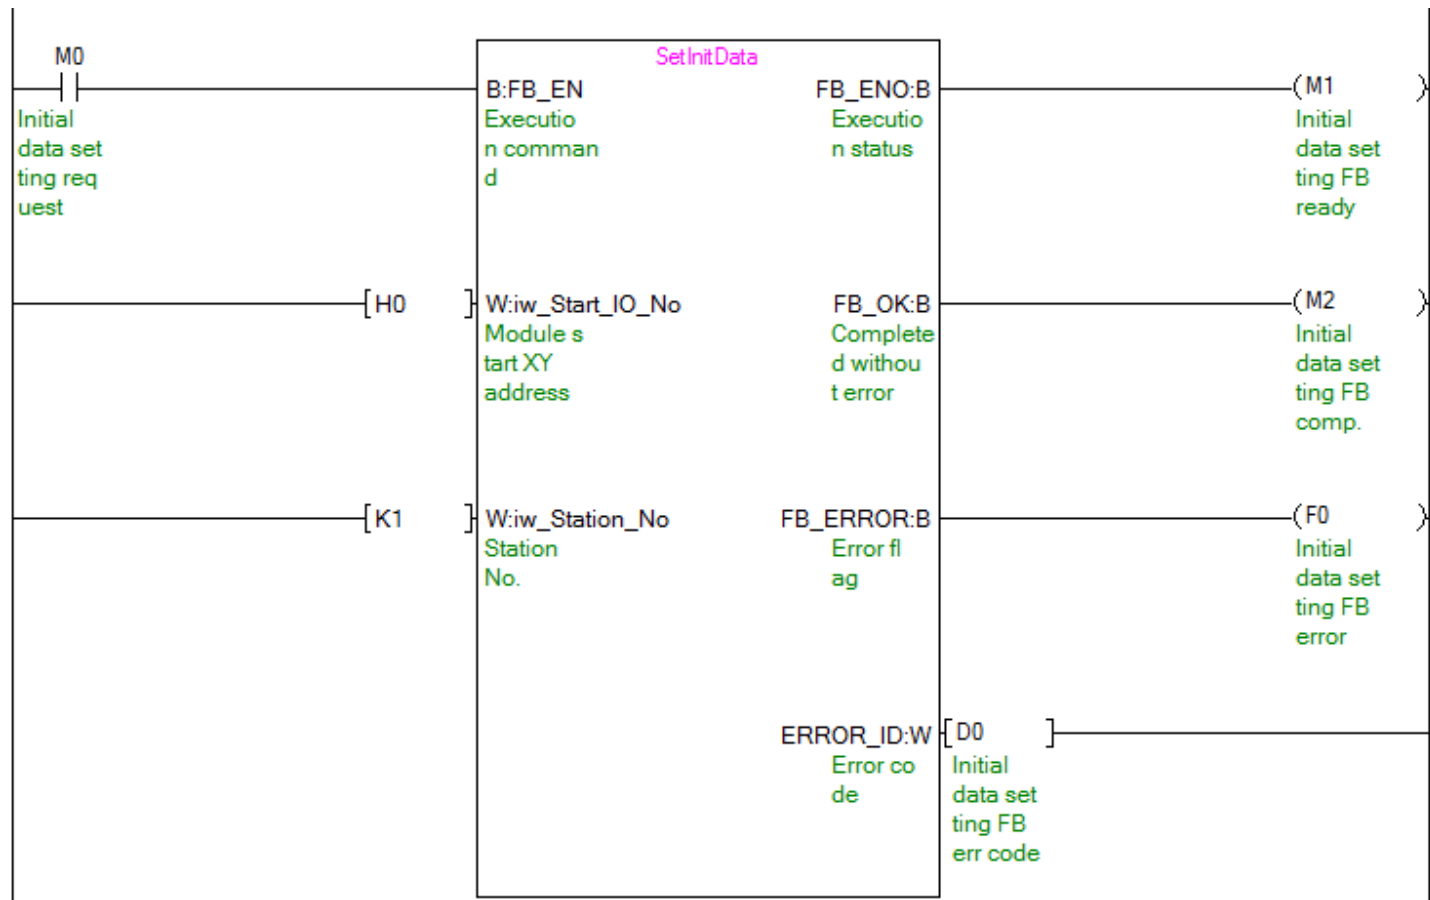 M0
SetInitData
B:FB_EN
FB_ENO:B
(M1 )
Initial
data set
ting req
uest
Executio
n comman
d
Executio
n status
Initial
data set
ting FB
ready
[H0 ]
W:iw_Start_IO_No
FB_OK:B
(M2 )
Module s
tart XY
address
Complete
d withou
t error
Initial
data set
ting FB
comp.
[K1 ]
W:iw_Station_No
FB_ERROR:B
(F0 )
Station
No.
Error fl
ag
Initial
data set
ting FB
error
ERROR_ID:W
[D0 ]
Error co
de
Initial
data set
ting FB
err code